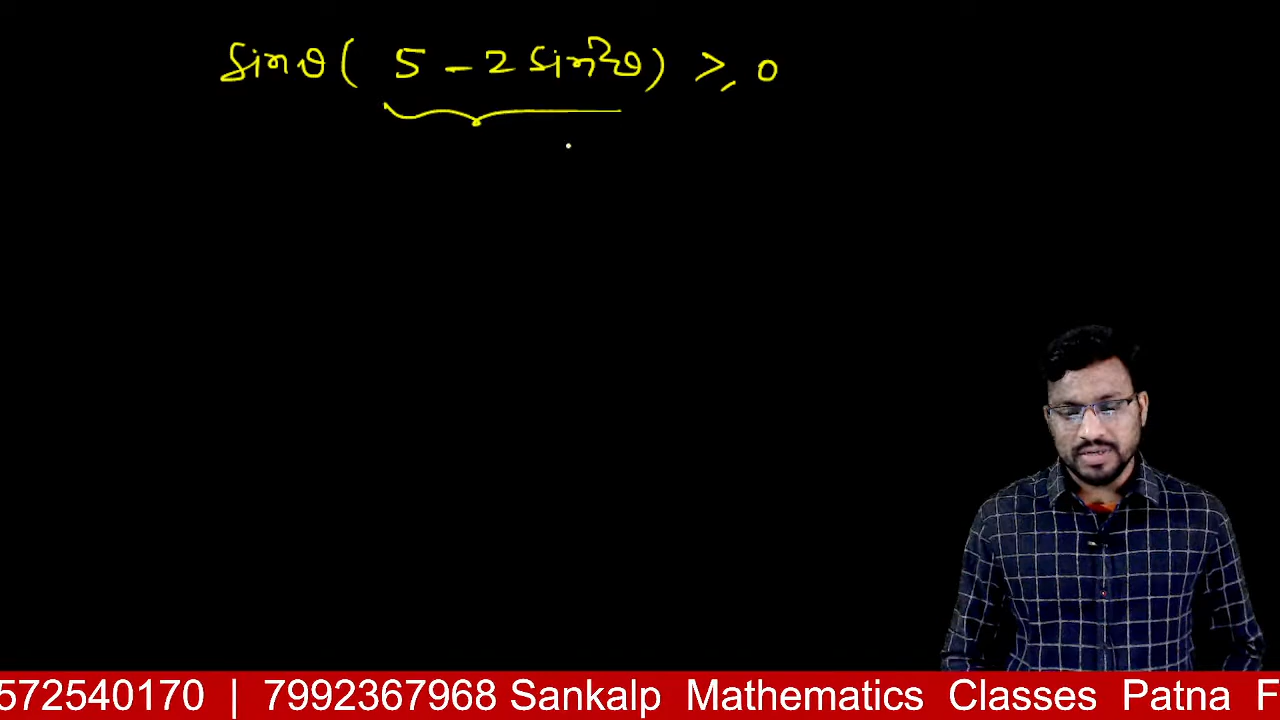 sinθ ( 5 - 2 sin²θ ) ≥ 0
572540170 | 7992367968 Sankalp Mathematics Classes Patna F